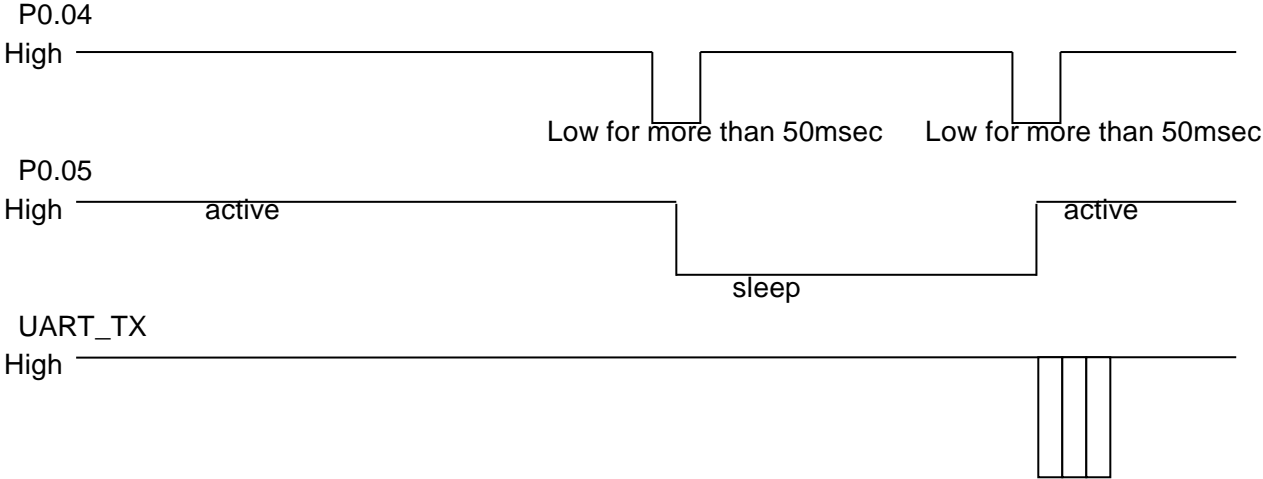 P0.04
High
Low for more than 50msec Low for more than 50msec
P0.05
High active active
sleep
UART_TX
High